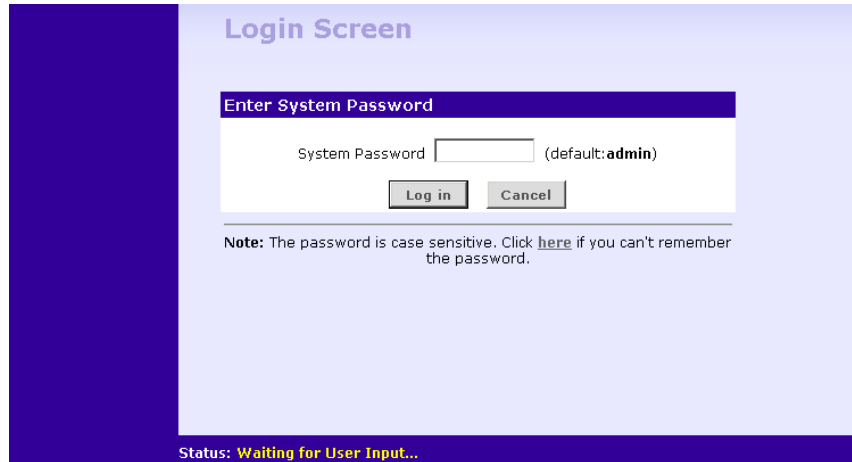 Login Screen
Enter System Password
System Password (default:admin)
Log in Cancel
Note: The password is case sensitive. Click here if you can't remember
the password.
Status: Waiting for User Input...